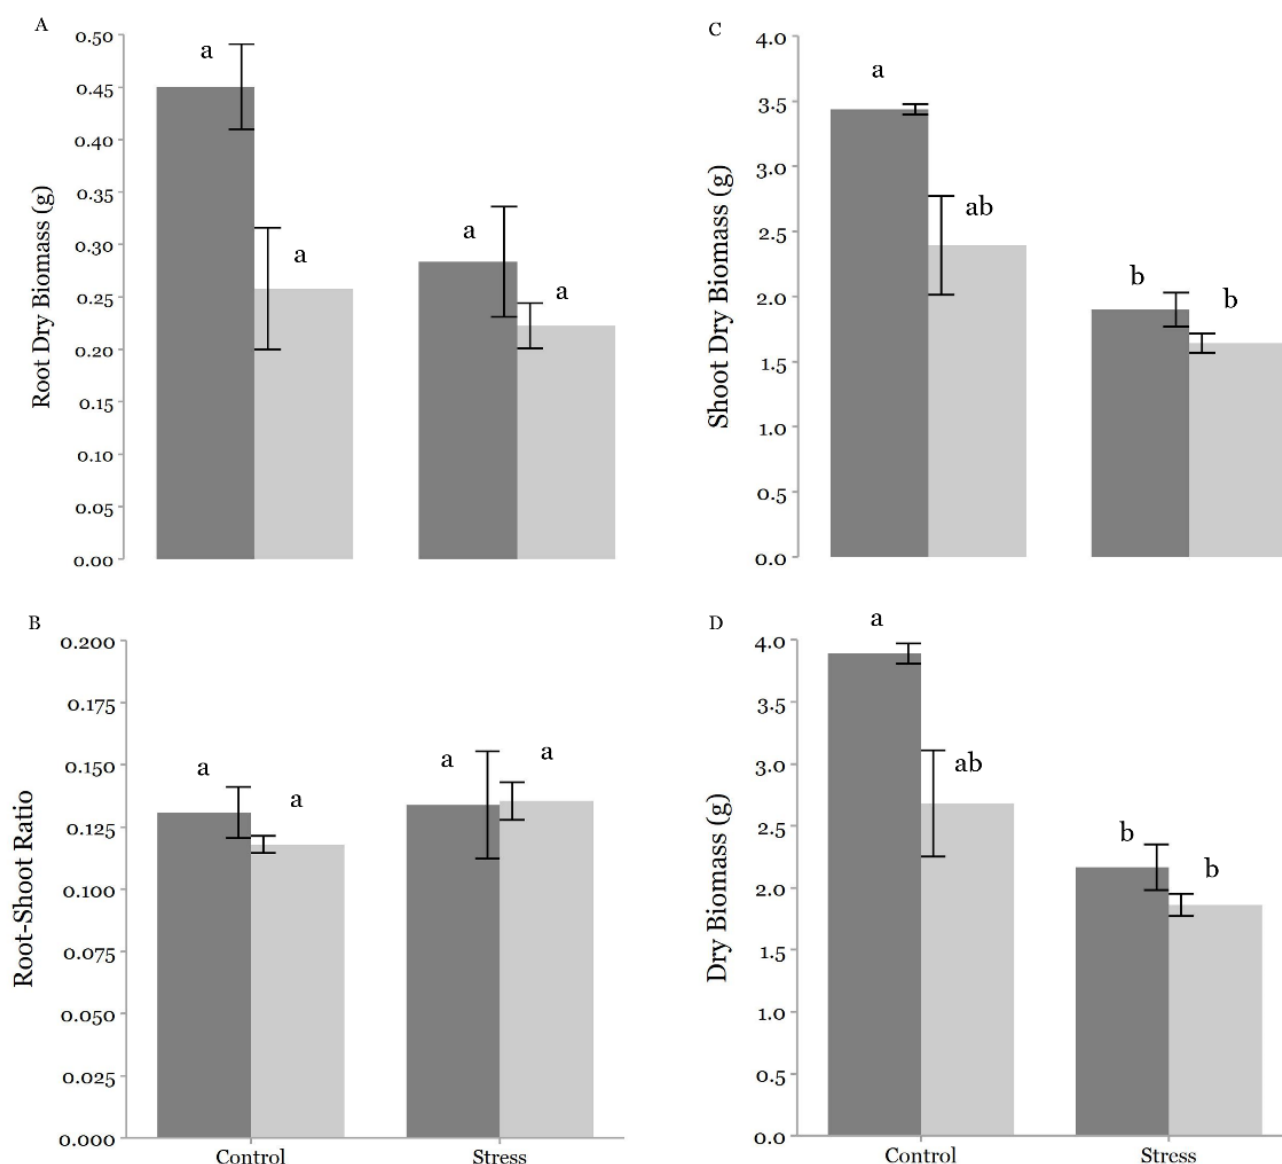 A
0.50
0.45
0.40
0.35
0.30
0.25
0.20
0.15
0.10
0.05
0.00
Root Dry Biomass (g)
a
a
a
a
C
4.0
3.5
3.0
2.5
2.0
1.5
1.0
0.5
0.0
Shoot Dry Biomass (g)
a
ab
b
b
B
0.200
0.175
0.150
0.125
0.100
0.075
0.050
0.025
0.000
Root-Shoot Ratio
a
a
a
a
Control
Stress
D
4.0
3.5
3.0
2.5
2.0
1.5
1.0
0.5
0.0
Dry Biomass (g)
a
ab
b
b
Control
Stress